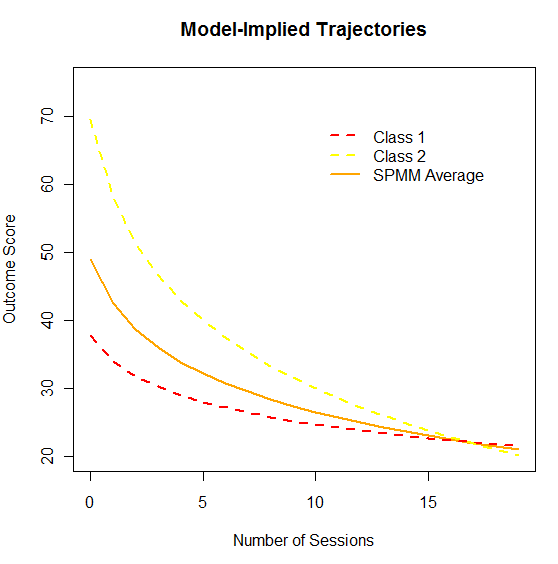 Model-Implied Trajectories
70
60
50
40
30
20
Outcome Score
Class 1
Class 2
SPMM Average
0 5 10 15
Number of Sessions